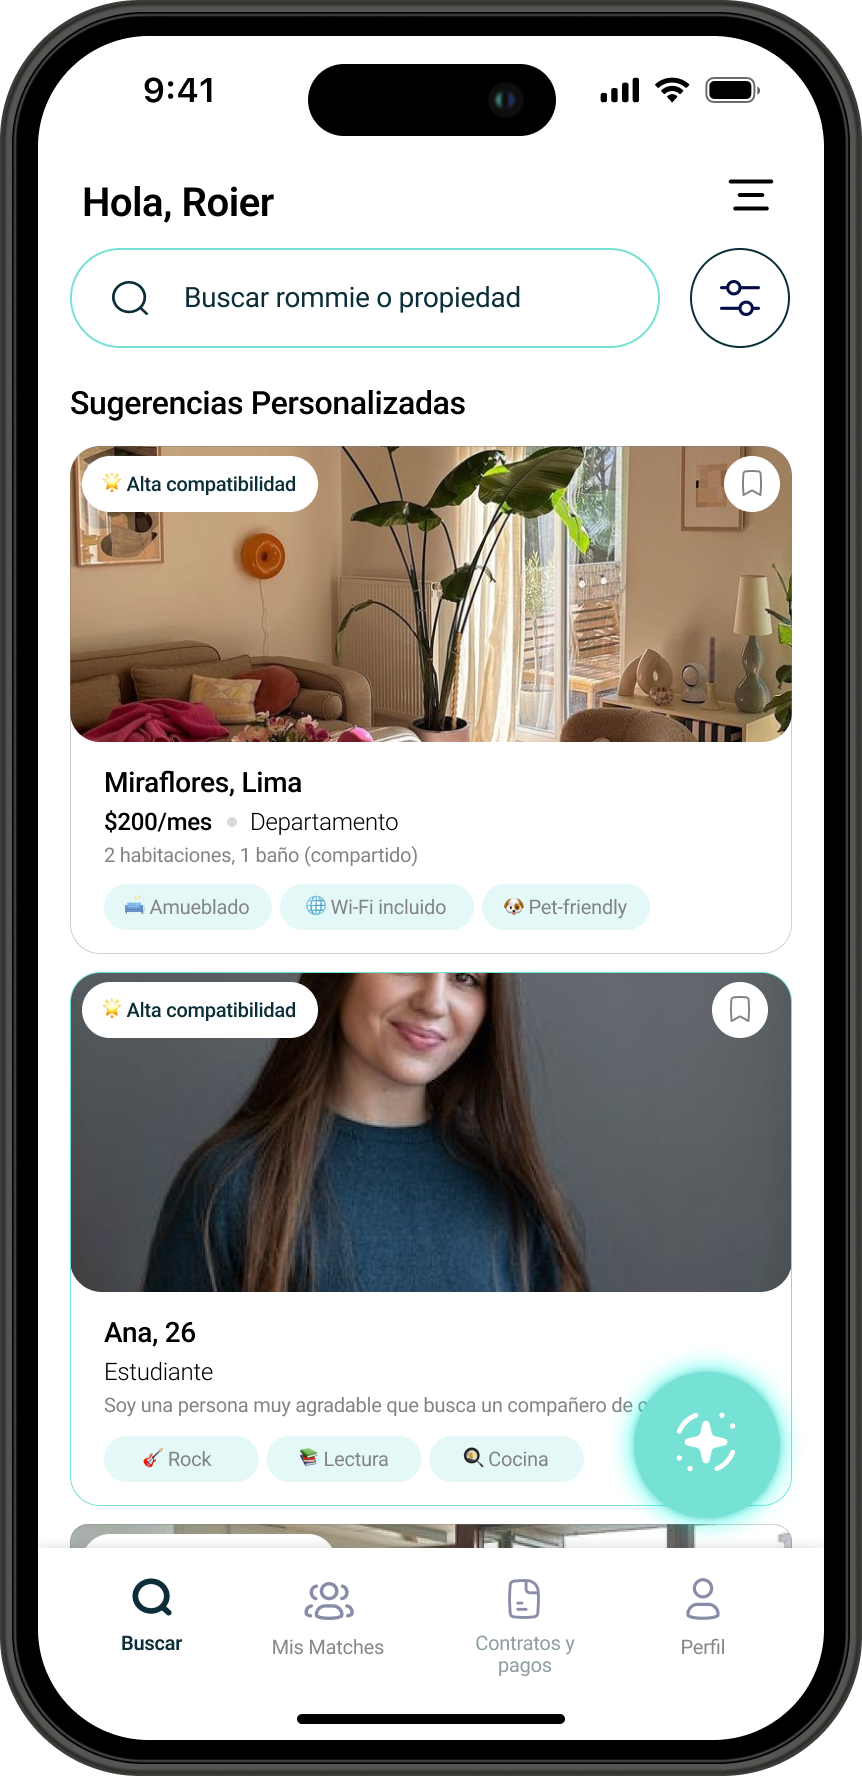 9:41
Hola, Roier
Buscar rommie o propiedad
Sugerencias Personalizadas
Alta compatibilidad
Miraflores, Lima
$200/mes Departamento
2 habitaciones, 1 baño (compartido)
Amueblado Wi-Fi incluido Pet-friendly
Alta compatibilidad
Ana, 26
Estudiante
Soy una persona muy agradable que busca un compañero de
Rock Lectura Cocina
Buscar Mis Matches Contratos y pagos Perfil